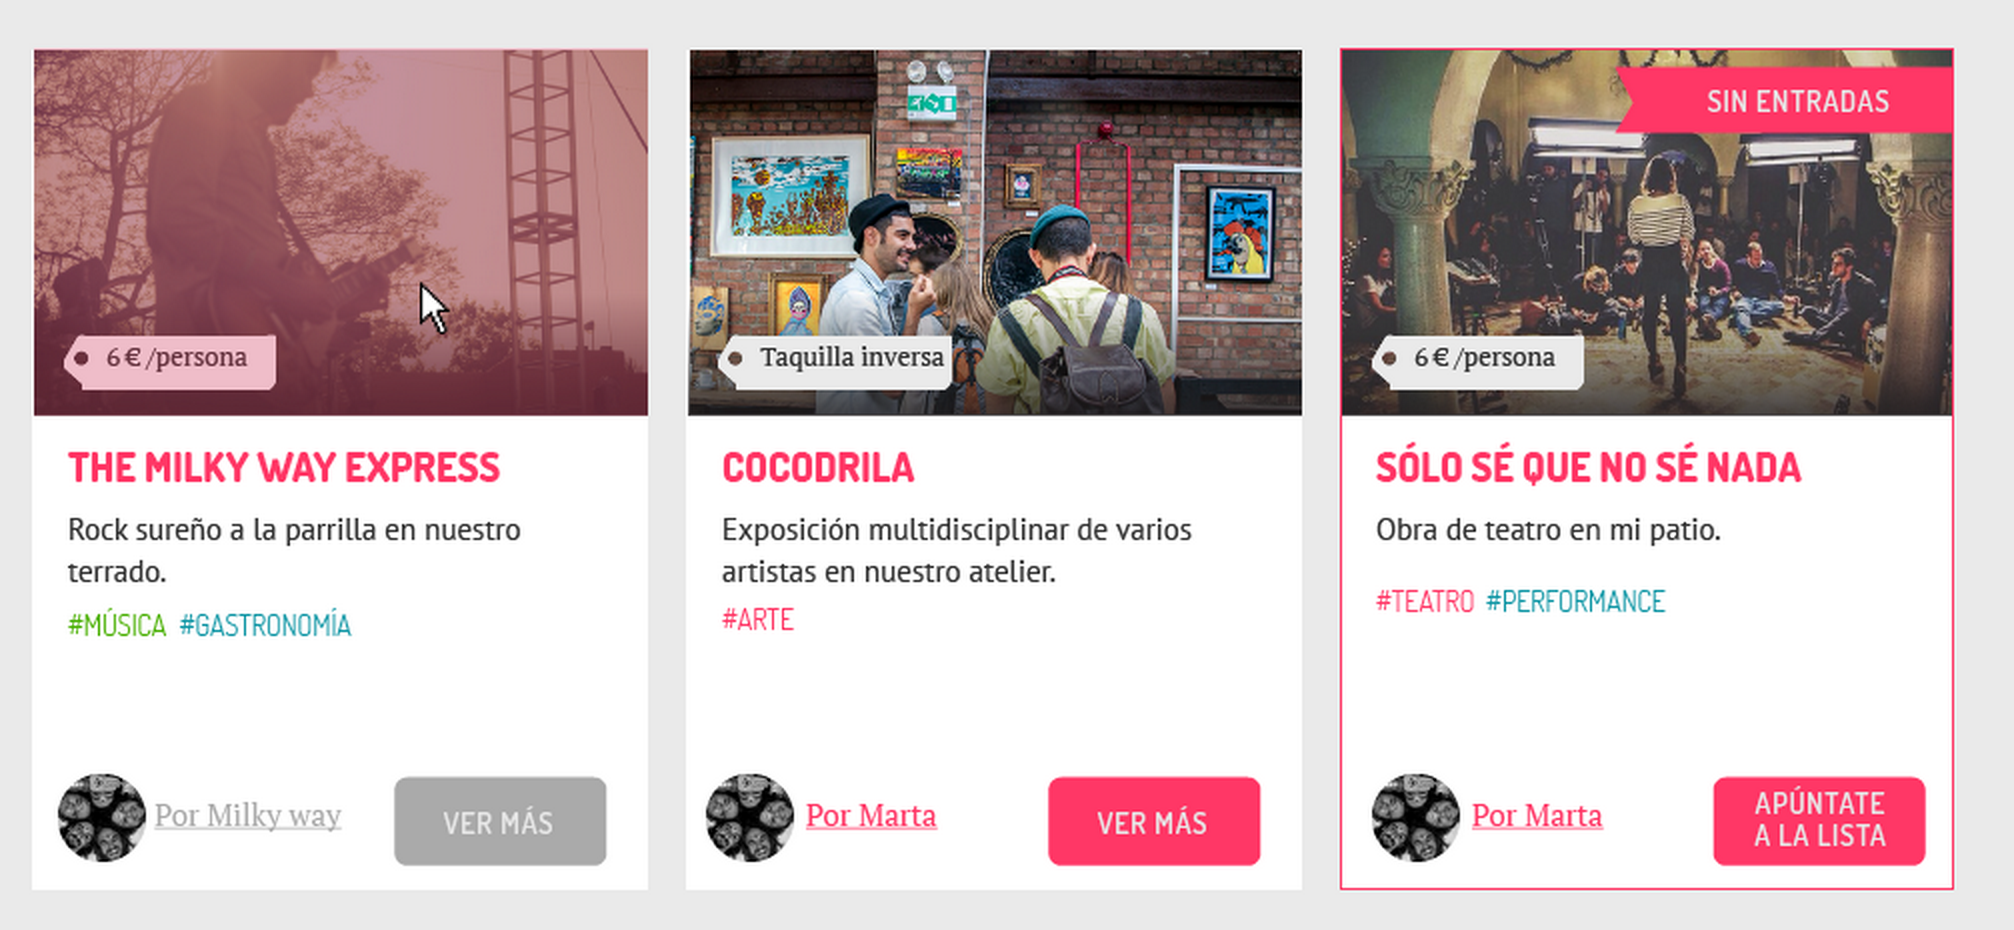 6 € /persona
THE MILKY WAY EXPRESS
Rock sureño a la parrilla en nuestro
terrado.
#MÚSICA #GASTRONOMÍA
Por Milky way
VER MÁS
Taquilla inversa
COCODRILA
Exposición multidisciplinar de varios
artistas en nuestro atelier.
#ARTE
Por Marta
VER MÁS
SIN ENTRADAS
6 € /persona
SÓLO SÉ QUE NO SÉ NADA
Obra de teatro en mi patio.
#TEATRO #PERFORMANCE
Por Marta
APÚNTATE
A LA LISTA